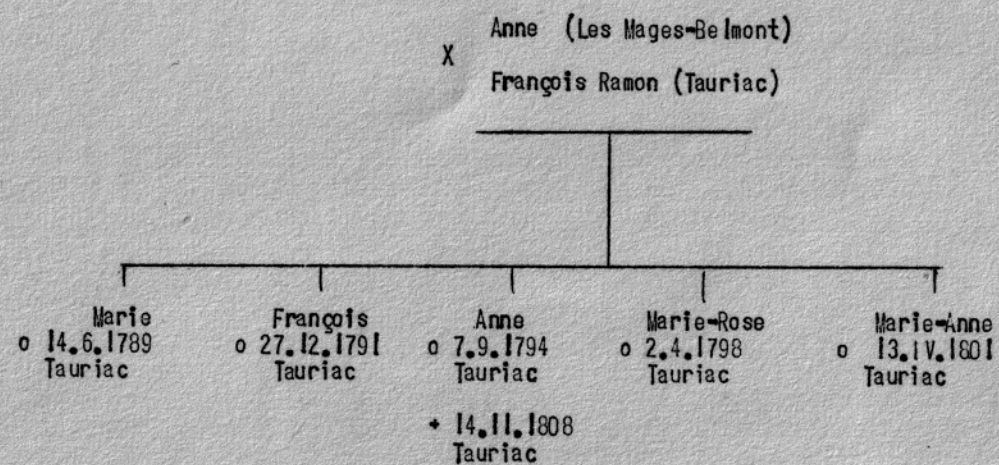 Anne (Les Mages-Belmont)
X
François Ramon (Tauriac)
Marie
o 14.6.1789
Tauriac
François
o 27.12.1791
Tauriac
Anne
o 7.9.1794
Tauriac
+ 14.11.1808
Tauriac
Marie-Rose
o 2.4.1798
Tauriac
Marie-Anne
o 13.IV.1801
Tauriac